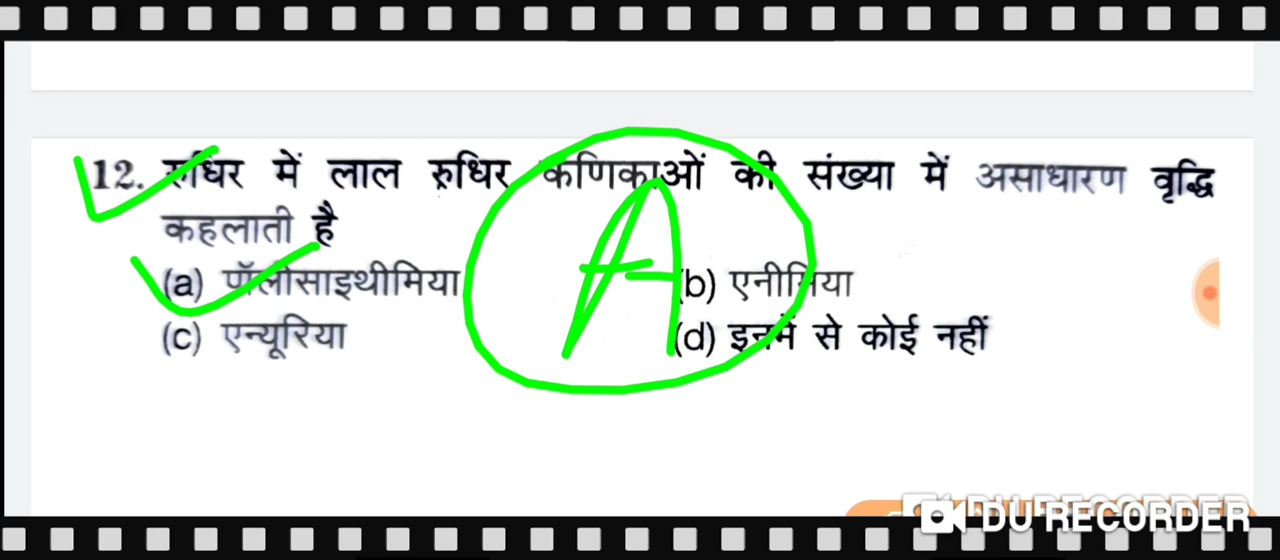 12. रुधिर में लाल रुधिर कणिकाओं की संख्या में असाधारण वृद्धि
कहलाती है
(a) पॉलीसाइथीमिया (b) एनीमिया
(c) एन्यूरिया (d) इनमें से कोई नहीं
A
DU RECORDER